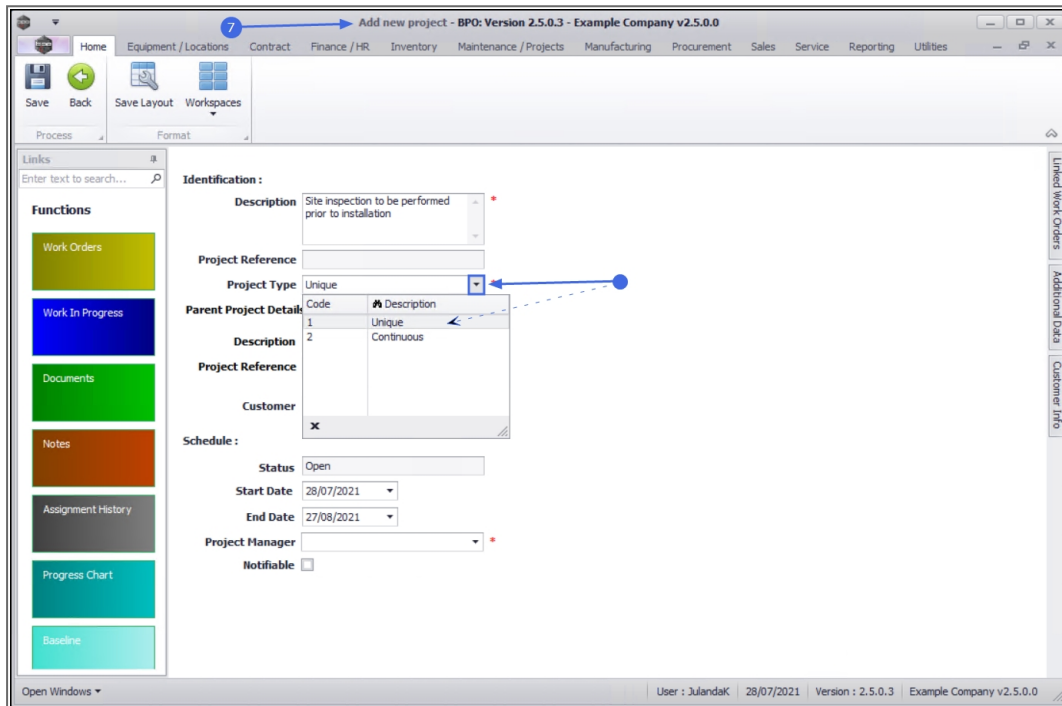 7
Add new project - BPO: Version 2.5.0.3 - Example Company v2.5.0.0
Home Equipment / Locations Contract Finance / HR Inventory Maintenance / Projects Manufacturing Procurement Sales Service Reporting Utilities
Save Back Save Layout Workspaces
Process Format
Links
Enter text to search...
Functions
Work Orders
Work In Progress
Documents
Notes
Assignment History
Progress Chart
Baseline
Identification :
Description Site inspection to be performed
prior to installation
*
Project Reference
Project Type Unique *
Code Description
1 Unique
2 Continuous
Parent Project Details
Description
Project Reference
Customer
x
Schedule :
Status Open
Start Date 28/07/2021
End Date 27/08/2021
Project Manager *
Notifiable
Linked Work Orders
Additional Data
Customer Info
Open Windows
User : JulandaK 28/07/2021 Version : 2.5.0.3 Example Company v2.5.0.0